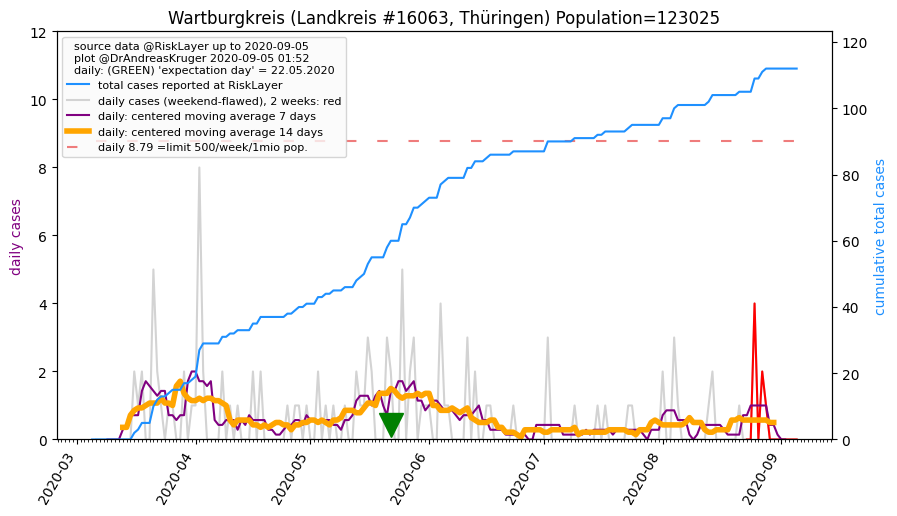 Wartburgkreis (Landkreis #16063, Thüringen) Population=123025
source data @RiskLayer up to 2020-09-05
plot @DrAndreasKruger 2020-09-05 01:52
daily: (GREEN) 'expectation day' = 22.05.2020
total cases reported at RiskLayer
daily cases (weekend-flawed), 2 weeks: red
daily: centered moving average 7 days
daily: centered moving average 14 days
daily 8.79 =limit 500/week/1mio pop.
daily cases
12
10
8
6
4
2
0
cumulative total cases
120
100
80
60
40
20
0
2020-03
2020-04
2020-05
2020-06
2020-07
2020-08
2020-09